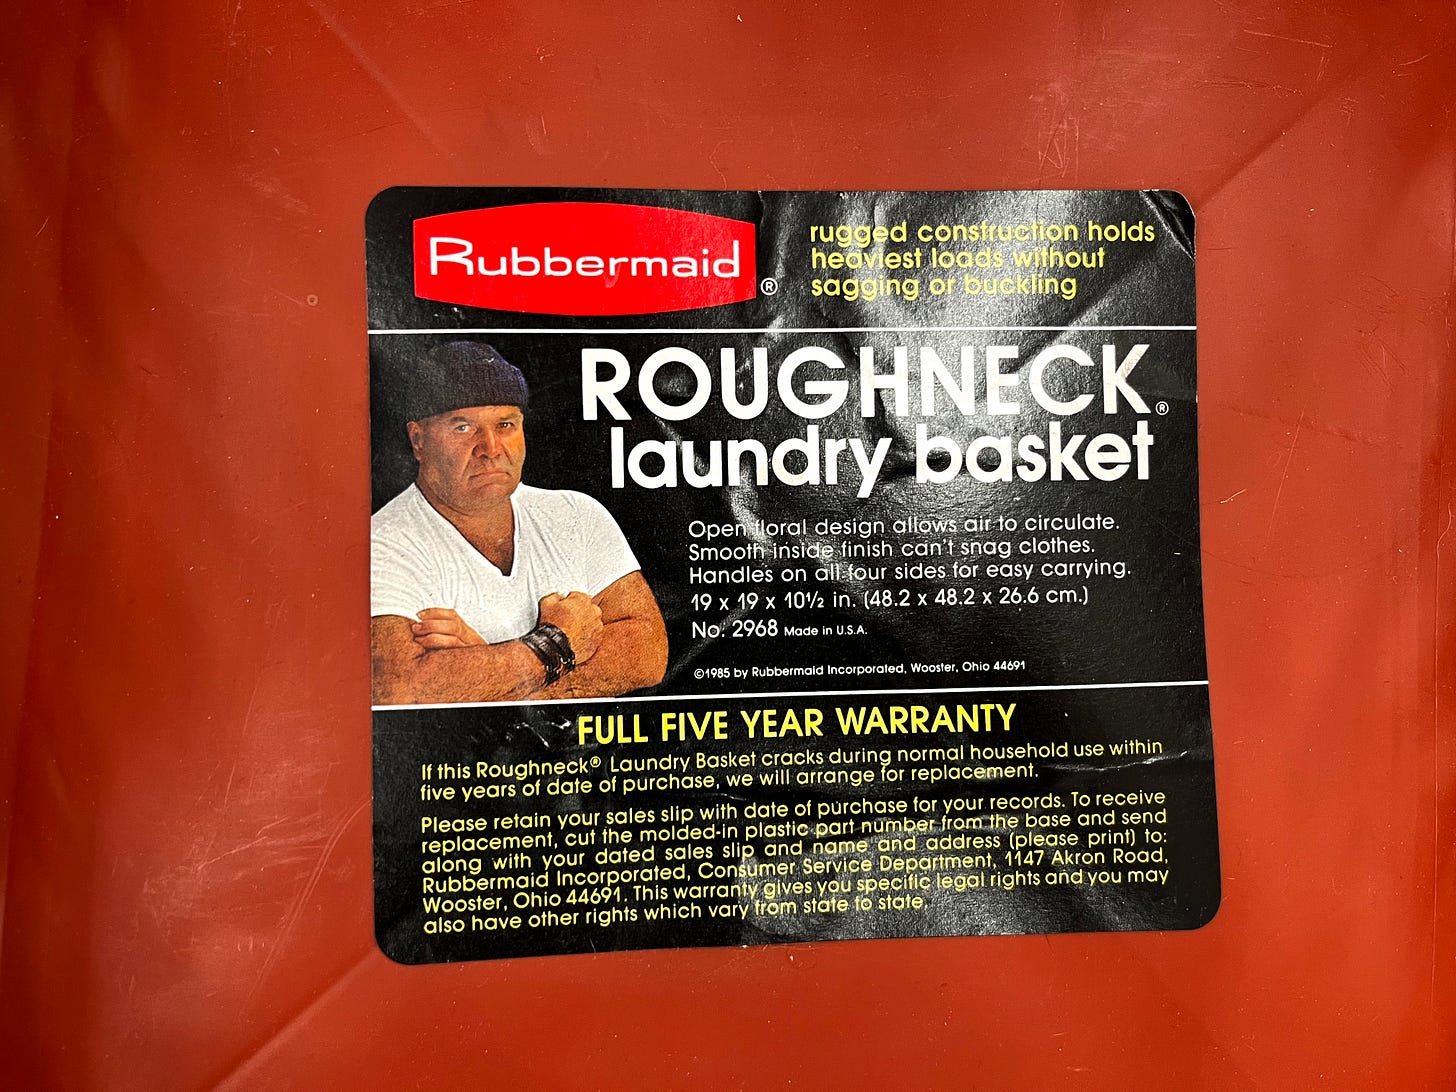 Rubbermaid®
rugged construction holds
heaviest loads without
sagging or buckling
ROUGHNECK®
laundry basket
Open floral design allows air to circulate.
Smooth inside finish can't snag clothes.
Handles on all four sides for easy carrying.
19 x 19 x 10½ in. (48.2 x 48.2 x 26.6 cm.)
No. 2968 Made in U.S.A.
©1985 by Rubbermaid Incorporated, Wooster, Ohio 44691
FULL FIVE YEAR WARRANTY
If this Roughneck® Laundry Basket cracks during normal household use within
five years of date of purchase, we will arrange for replacement.
Please retain your sales slip with date of purchase for your records. To receive
replacement, cut the molded-in plastic part number from the base and send
along with your dated sales slip and name and address (please print) to:
Rubbermaid Incorporated, Consumer Service Department, 1147 Akron Road,
Wooster, Ohio 44691. This warranty gives you specific legal rights and you may
also have other rights which vary from state to state.